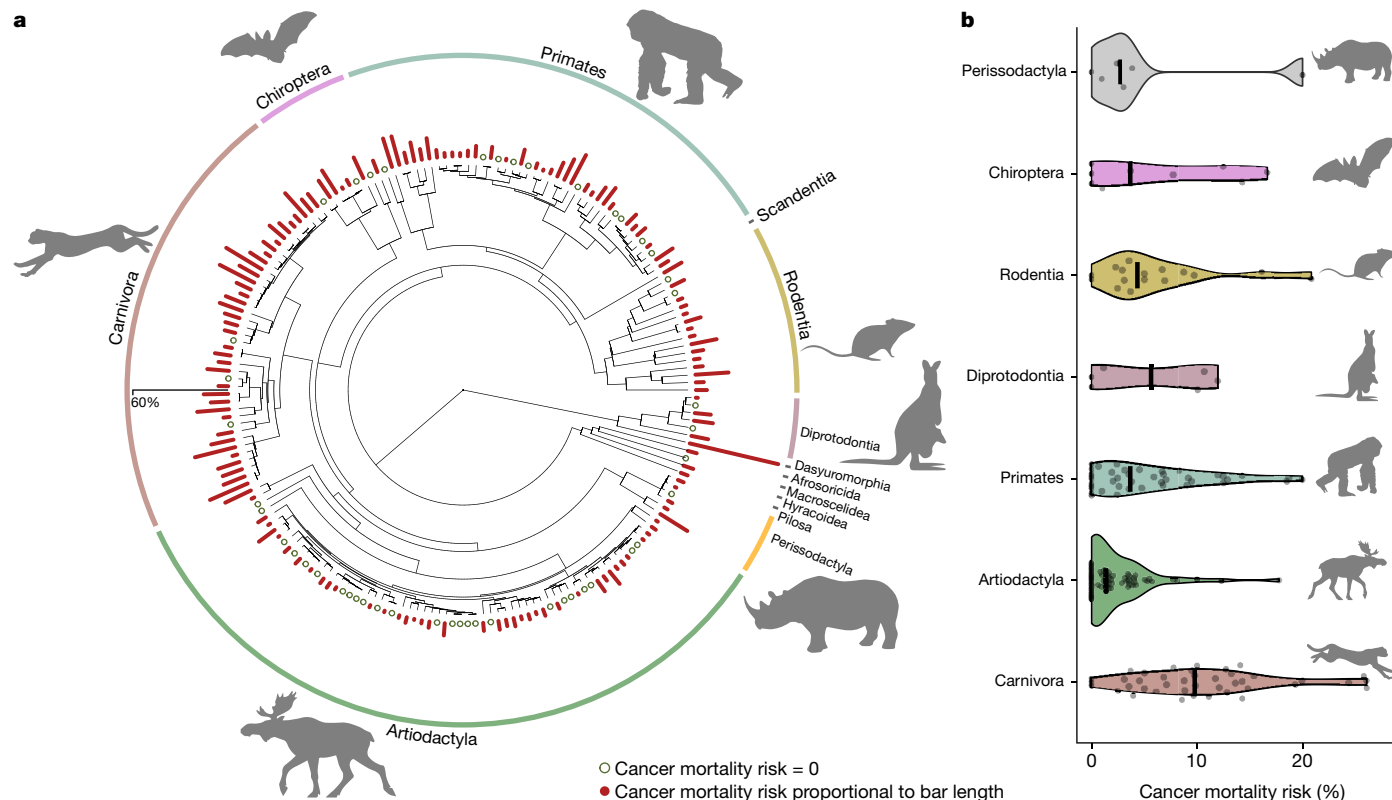 a
Chiroptera
Primates
Scandentia
Rodentia
Carnivora
60%
Diprotodontia
Dasyuromorphia
Afrosoricida
Macroscelidea
Hyracoidea
Pilosa
Perissodactyla
Artiodactyla
Cancer mortality risk = 0
Cancer mortality risk proportional to bar length
b
Perissodactyla
Chiroptera
Rodentia
Diprotodontia
Primates
Artiodactyla
Carnivora
0 10 20
Cancer mortality risk (%)